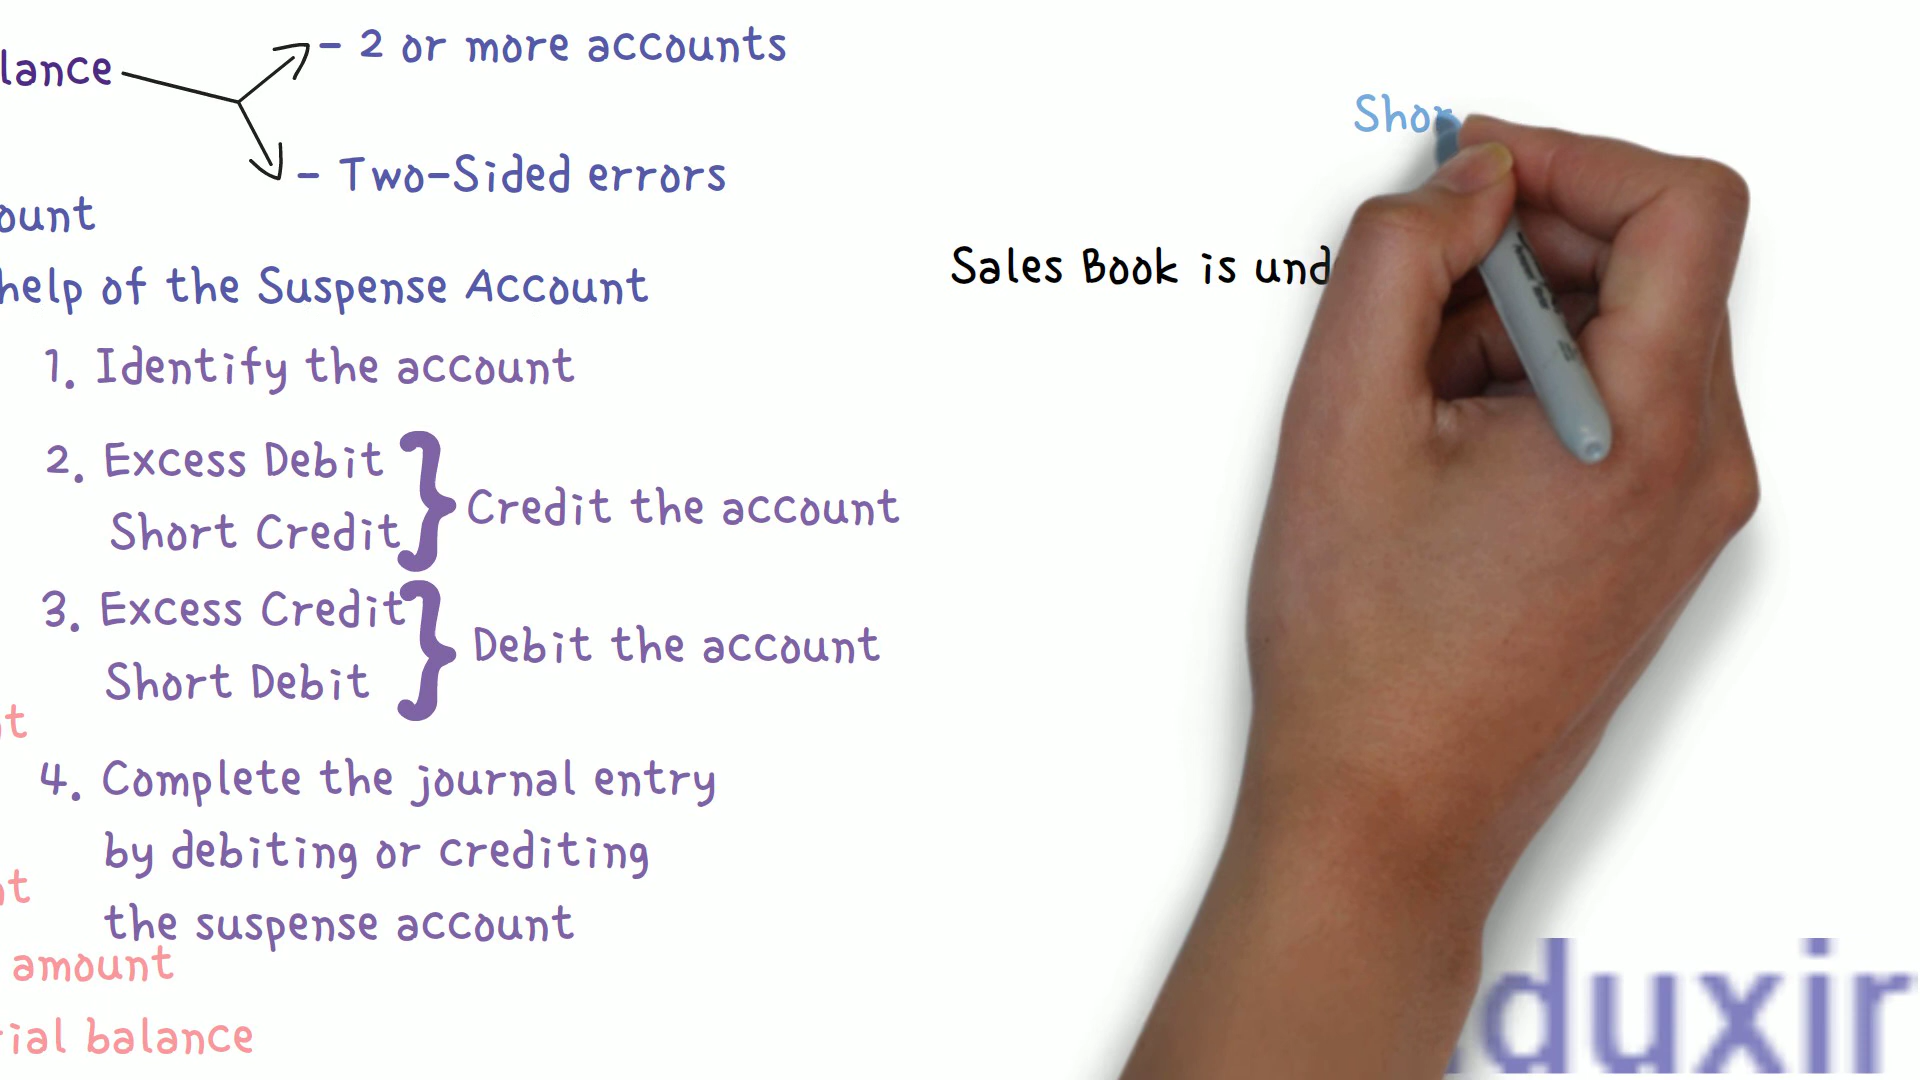 lance
- 2 or more accounts
- Two-Sided errors
ount
help of the Suspense Account
1. Identify the account
2. Excess Debit
Short Credit
Credit the account
3. Excess Credit
Short Debit
Debit the account
4. Complete the journal entry
by debiting or crediting
the suspense account
t
nt
amount
rial balance
Shor
Sales Book is und
duxir